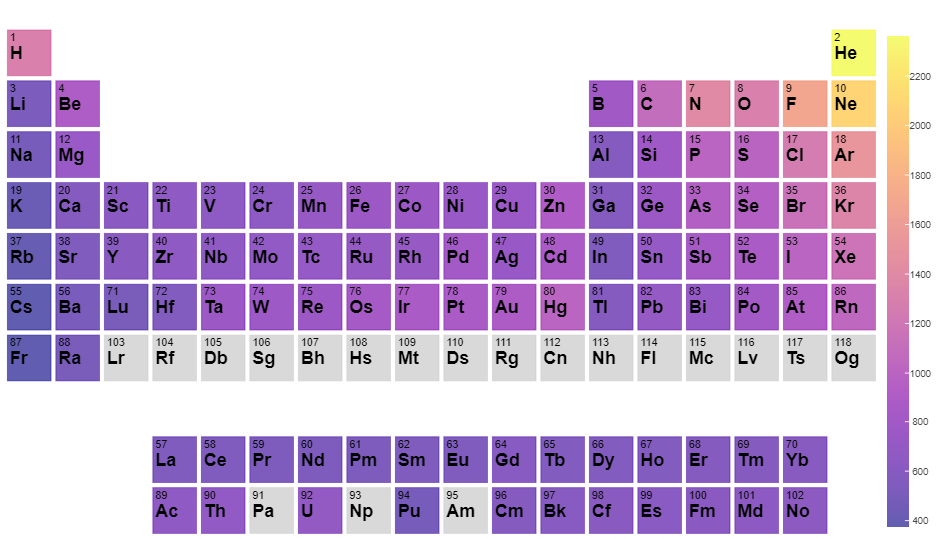 1 2
H He
3 4 5 6 7 8 9 10
Li Be B C N O F Ne
11 12 13 14 15 16 17 18
Na Mg Al Si P S Cl Ar
19 20 21 22 23 24 25 26 27 28 29 30 31 32 33 34 35 36
K Ca Sc Ti V Cr Mn Fe Co Ni Cu Zn Ga Ge As Se Br Kr
37 38 39 40 41 42 43 44 45 46 47 48 49 50 51 52 53 54
Rb Sr Y Zr Nb Mo Tc Ru Rh Pd Ag Cd In Sn Sb Te I Xe
55 56 71 72 73 74 75 76 77 78 79 80 81 82 83 84 85 86
Cs Ba Lu Hf Ta W Re Os Ir Pt Au Hg Tl Pb Bi Po At Rn
87 88 103 104 105 106 107 108 109 110 111 112 113 114 115 116 117 118
Fr Ra Lr Rf Db Sg Bh Hs Mt Ds Rg Cn Nh Fl Mc Lv Ts Og
57 58 59 60 61 62 63 64 65 66 67 68 69 70
La Ce Pr Nd Pm Sm Eu Gd Tb Dy Ho Er Tm Yb
89 90 91 92 93 94 95 96 97 98 99 100 101 102
Ac Th Pa U Np Pu Am Cm Bk Cf Es Fm Md No
2200
2000
1800
1600
1400
1200
1000
800
600
400